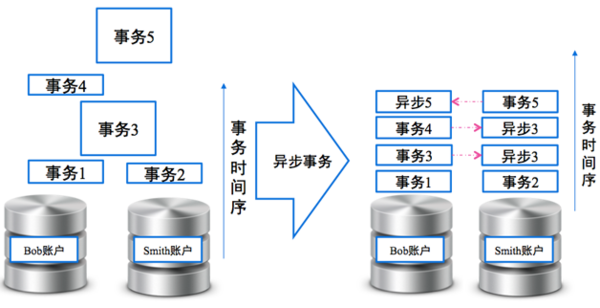 事务5
事务4
事务3
事务1
事务2
Bob账户
Smith账户
事务时间序
异步事务
异步5
事务5
事务4
异步3
事务3
异步3
事务1
事务2
Bob账户
Smith账户
事务时间序